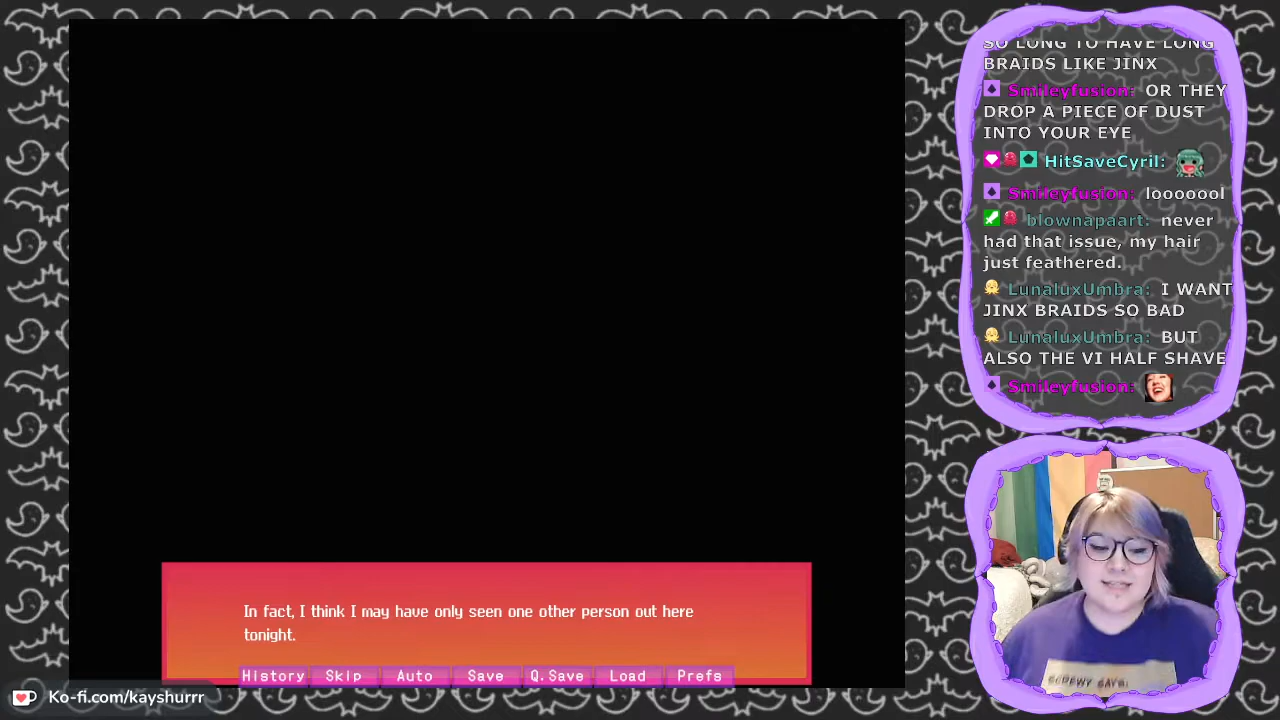 SO LONG TO HAVE LONG
BRAIDS LIKE JINX
Smileyfusion: OR THEY
DROP A PIECE OF DUST
INTO YOUR EYE
HitSaveCyril:
Smileyfusion: looooool
blownapaart: never
had that issue, my hair
just feathered.
LunaluxUmbra: I WANT
JINX BRAIDS SO BAD
LunaluxUmbra: BUT
ALSO THE VI HALF SHAVE
Smileyfusion:
In fact, I think I may have only seen one other person out here
tonight.
History Skip Auto Save Q.Save Load Prefs
Ko-fi.com/kayshurrr
SAYS: